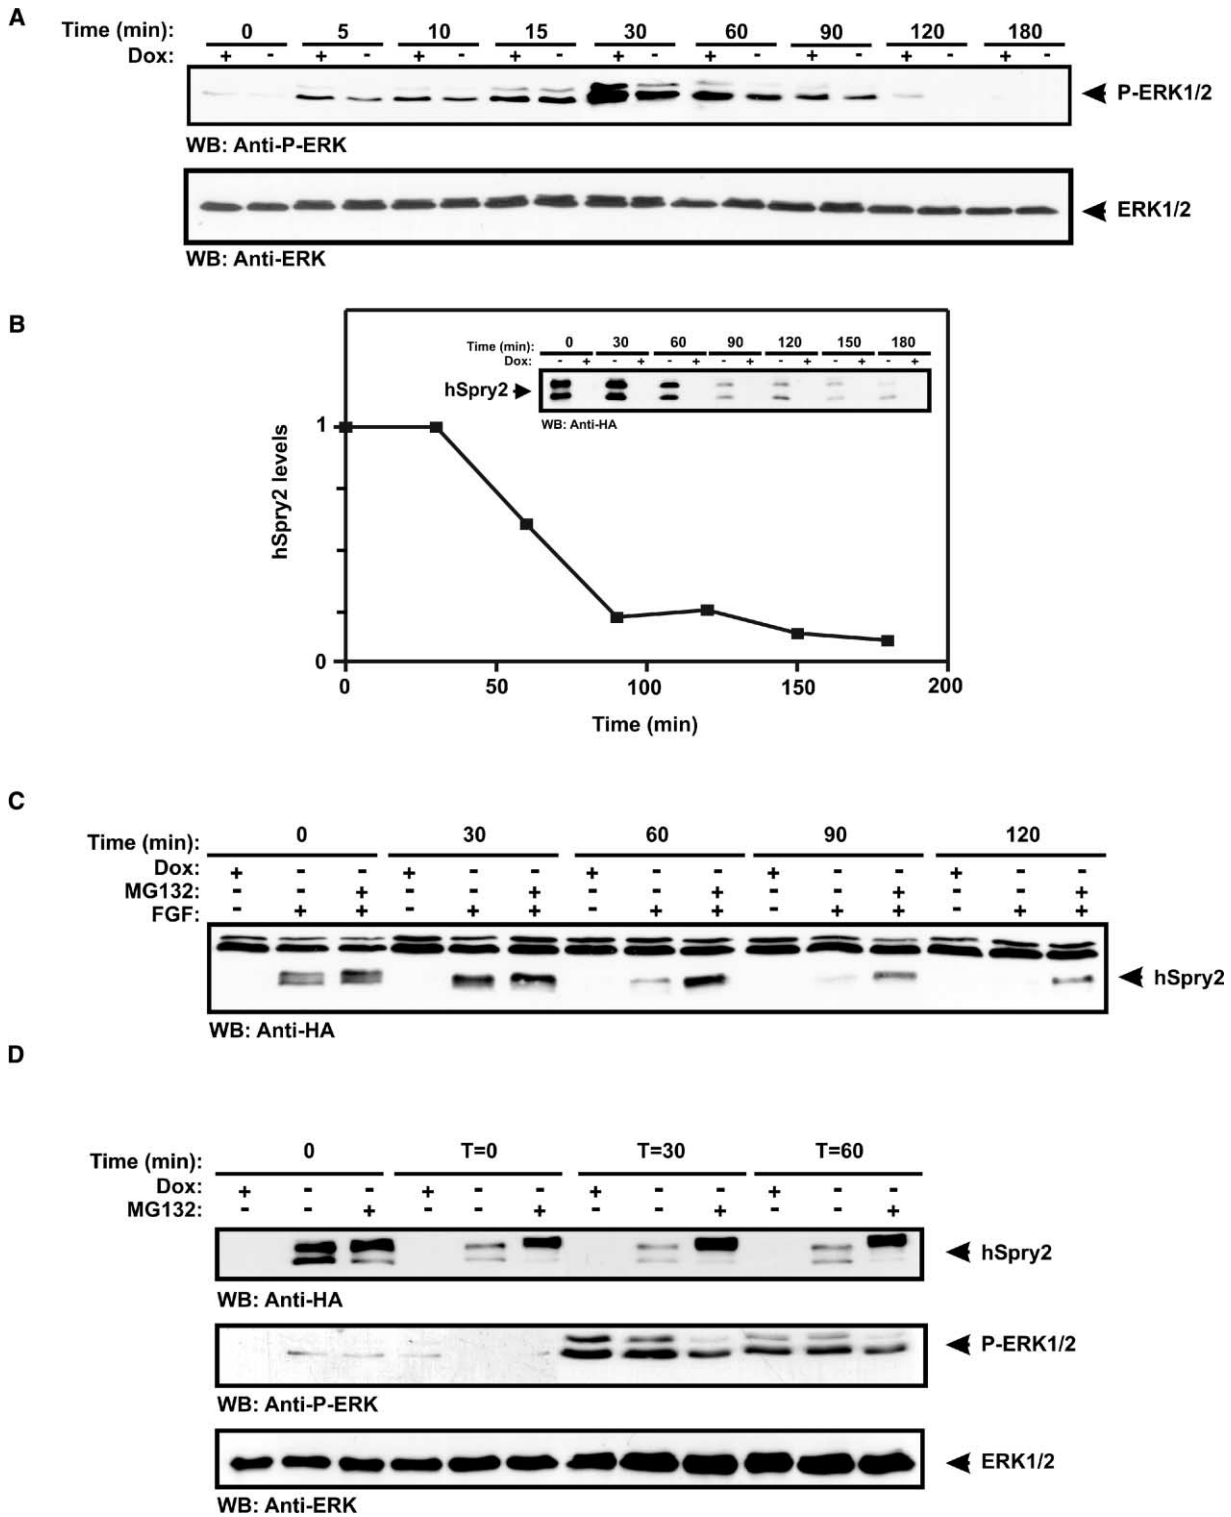 A
Time (min): 0 5 10 15 30 60 90 120 180
Dox: + - + - + - + - + - + - + - + - + -
P-ERK1/2
WB: Anti-P-ERK
ERK1/2
WB: Anti-ERK
B
Time (min): 0 30 60 90 120 150 180
Dox: - + - + - + - + - + - + - +
hSpry2
WB: Anti-HA
1
hSpry2 levels
0
0 50 100 150 200
Time (min)
C
Time (min): 0 30 60 90 120
Dox: + - - + - - + - - + - - + - -
MG132: - - + - - + - - + - - + - - +
FGF: - + + - + + - + + - + + - + +
hSpry2
WB: Anti-HA
D
Time (min): 0 T=0 T=30 T=60
Dox: + - - + - - + - - + - -
MG132: - - + - - + - - + - - +
hSpry2
WB: Anti-HA
P-ERK1/2
WB: Anti-P-ERK
ERK1/2
WB: Anti-ERK